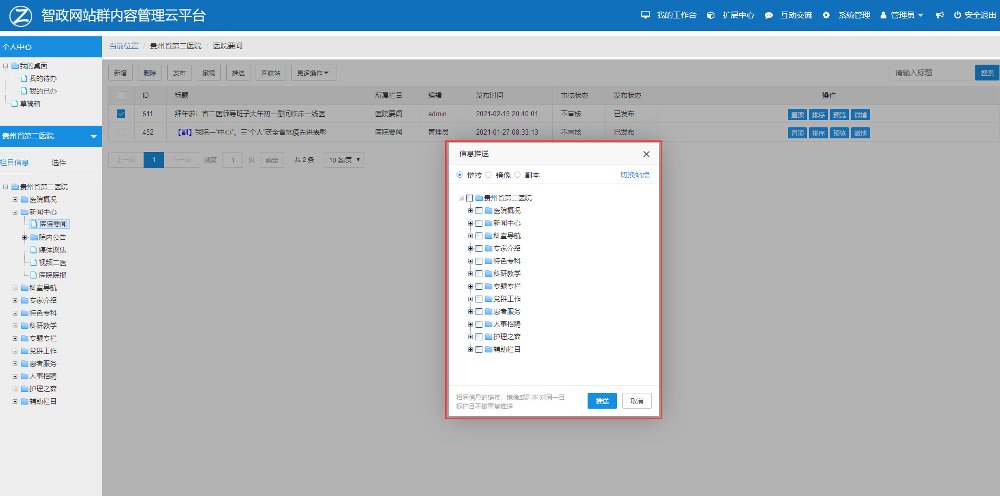 智政网站群内容管理云平台
我的工作台 扩展中心 互动交流 系统管理 管理员 安全退出
个人中心
我的桌面
我的待办
我的已办
草稿箱
贵州省第二医院
栏目信息 选件
贵州省第二医院
医院概况
新闻中心
医院要闻
院内公告
媒体聚焦
视频二医
医院院报
科室导航
专家介绍
特色专科
科研教学
专题专栏
党群工作
患者服务
人事招聘
护理之窗
辅助栏目
当前位置 / 贵州省第二医院 / 医院要闻
新增 删除 发布 撤稿 推送 回收站 更多操作 请输入标题 搜索
ID 标题 所属栏目 编辑 发布时间 审核状态 发布状态 操作
511 拜年啦！省二医领导班子大年初一慰问临床一线医... 医院要闻 admin 2021-02-19 20:40:01 不审核 已发布 置顶 排序 预览 微博
452 【副】我院一“中心”、三“个人”获全省抗疫先进表彰 医院要闻 管理员 2021-01-27 08:33:13 不审核 已发布 置顶 排序 预览 微博
上一页 1 下一页 到第 1 页 确定 共 2 条 10 条/页
信息推送
链接 镜像 副本 切换站点
贵州省第二医院
医院概况
新闻中心
科室导航
专家介绍
特色专科
科研教学
专题专栏
党群工作
患者服务
人事招聘
护理之窗
辅助栏目
相同信息的链接、镜像或副本 对同一目
标栏目不做重复推送
推送 取消